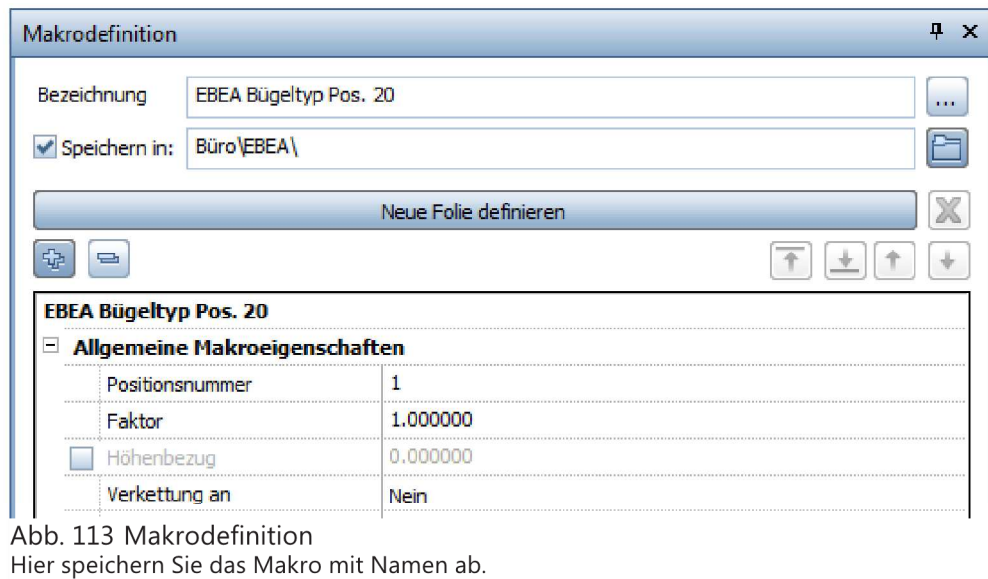 Makrodefinition
Bezeichnung EBEA Bügeltyp Pos. 20 ...
Speichern in: Büro\EBEA\
Neue Folie definieren
EBEA Bügeltyp Pos. 20
Allgemeine Makroeigenschaften
Positionsnummer 1
Faktor 1.000000
Höhenbezug 0.000000
Verkettung an Nein
Abb. 113 Makrodefinition
Hier speichern Sie das Makro mit Namen ab.